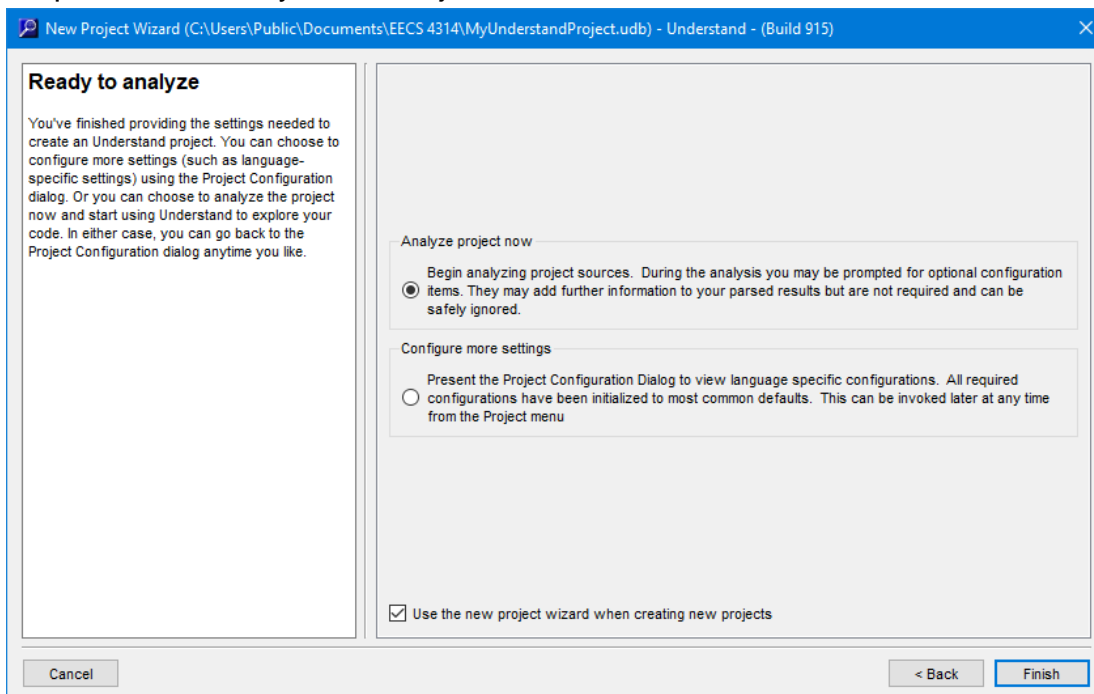 New Project Wizard (C:\Users\Public\Documents\EECS 4314\MyUnderstandProject.udb) - Understand - (Build 915)
Ready to analyze
You've finished providing the settings needed to
create an Understand project. You can choose to
configure more settings (such as language-
specific settings) using the Project Configuration
dialog. Or you can choose to analyze the project
now and start using Understand to explore your
code. In either case, you can go back to the
Project Configuration dialog anytime you like.
Analyze project now
Begin analyzing project sources. During the analysis you may be prompted for optional configuration
items. They may add further information to your parsed results but are not required and can be
safely ignored.
Configure more settings
Present the Project Configuration Dialog to view language specific configurations. All required
configurations have been initialized to most common defaults. This can be invoked later at any time
from the Project menu
Use the new project wizard when creating new projects
Cancel
< Back
Finish